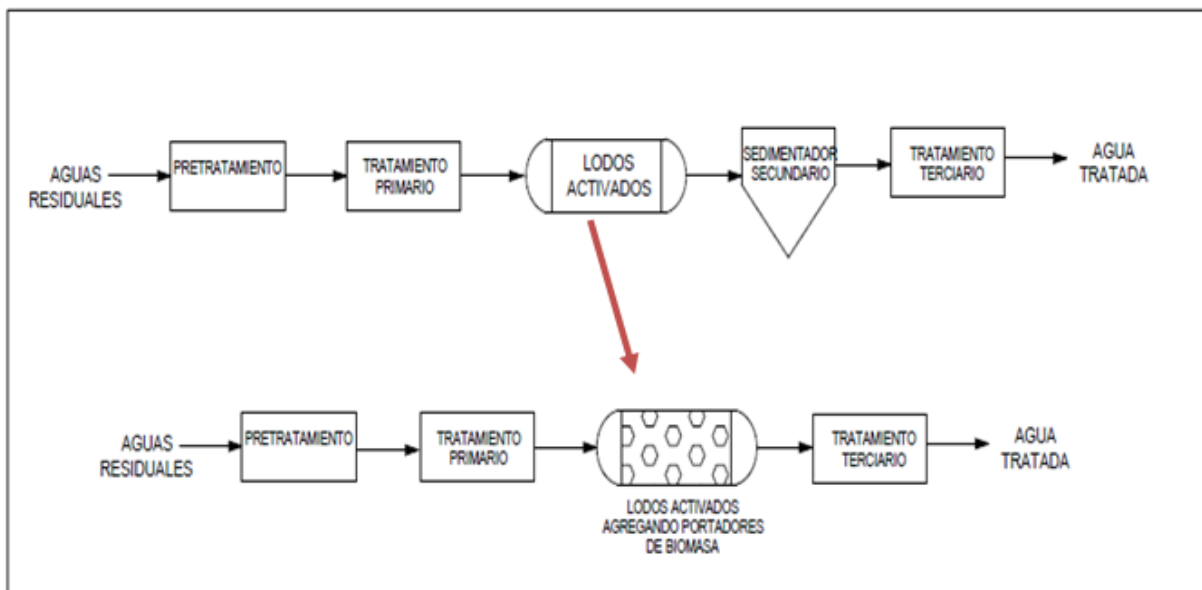 AGUAS
RESIDUALES
PRETRATAMIENTO
TRATAMIENTO
PRIMARIO
LODOS
ACTIVADOS
SEDIMENTADOR
SECUNDARIO
TRATAMIENTO
TERCIARIO
AGUA
TRATADA
AGUAS
RESIDUALES
PRETRATAMIENTO
TRATAMIENTO
PRIMARIO
LODOS ACTIVADOS
AGREGANDO PORTADORES
DE BIOMASA
TRATAMIENTO
TERCIARIO
AGUA
TRATADA